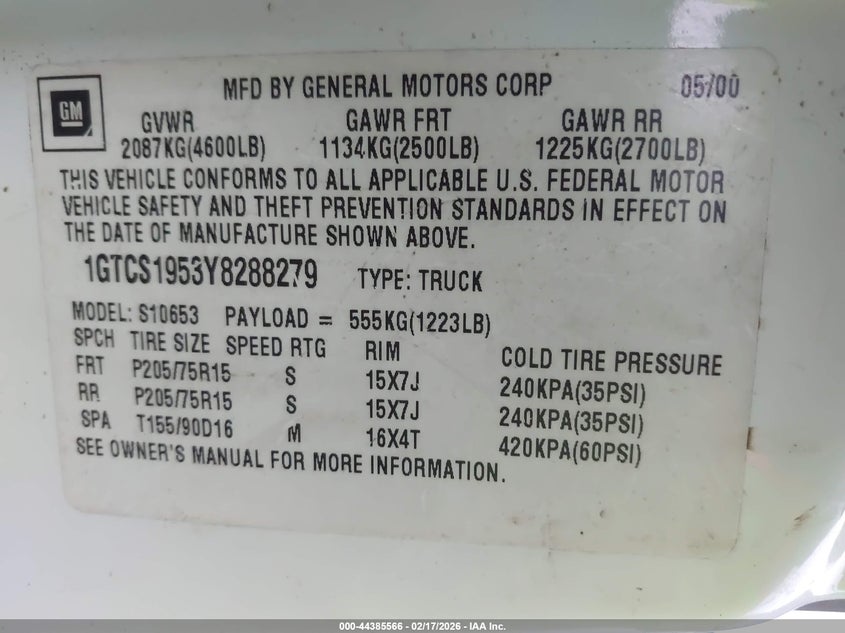 GM
MFD BY GENERAL MOTORS CORP 05/00
GVWR GAWR FRT GAWR RR
2087KG(4600LB) 1134KG(2500LB) 1225KG(2700LB)
THIS VEHICLE CONFORMS TO ALL APPLICABLE U.S. FEDERAL MOTOR
VEHICLE SAFETY AND THEFT PREVENTION STANDARDS IN EFFECT ON
THE DATE OF MANUFACTURE SHOWN ABOVE.
1GTCS1953Y8288279 TYPE: TRUCK
MODEL: S10653 PAYLOAD = 555KG(1223LB)
SPCH TIRE SIZE SPEED RTG RIM COLD TIRE PRESSURE
FRT P205/75R15 S 15X7J 240KPA(35PSI)
RR P205/75R15 S 15X7J 240KPA(35PSI)
SPA T155/90D16 M 16X4T 420KPA(60PSI)
SEE OWNER'S MANUAL FOR MORE INFORMATION.
000-44385566 - 02/17/2026 - IAA Inc.